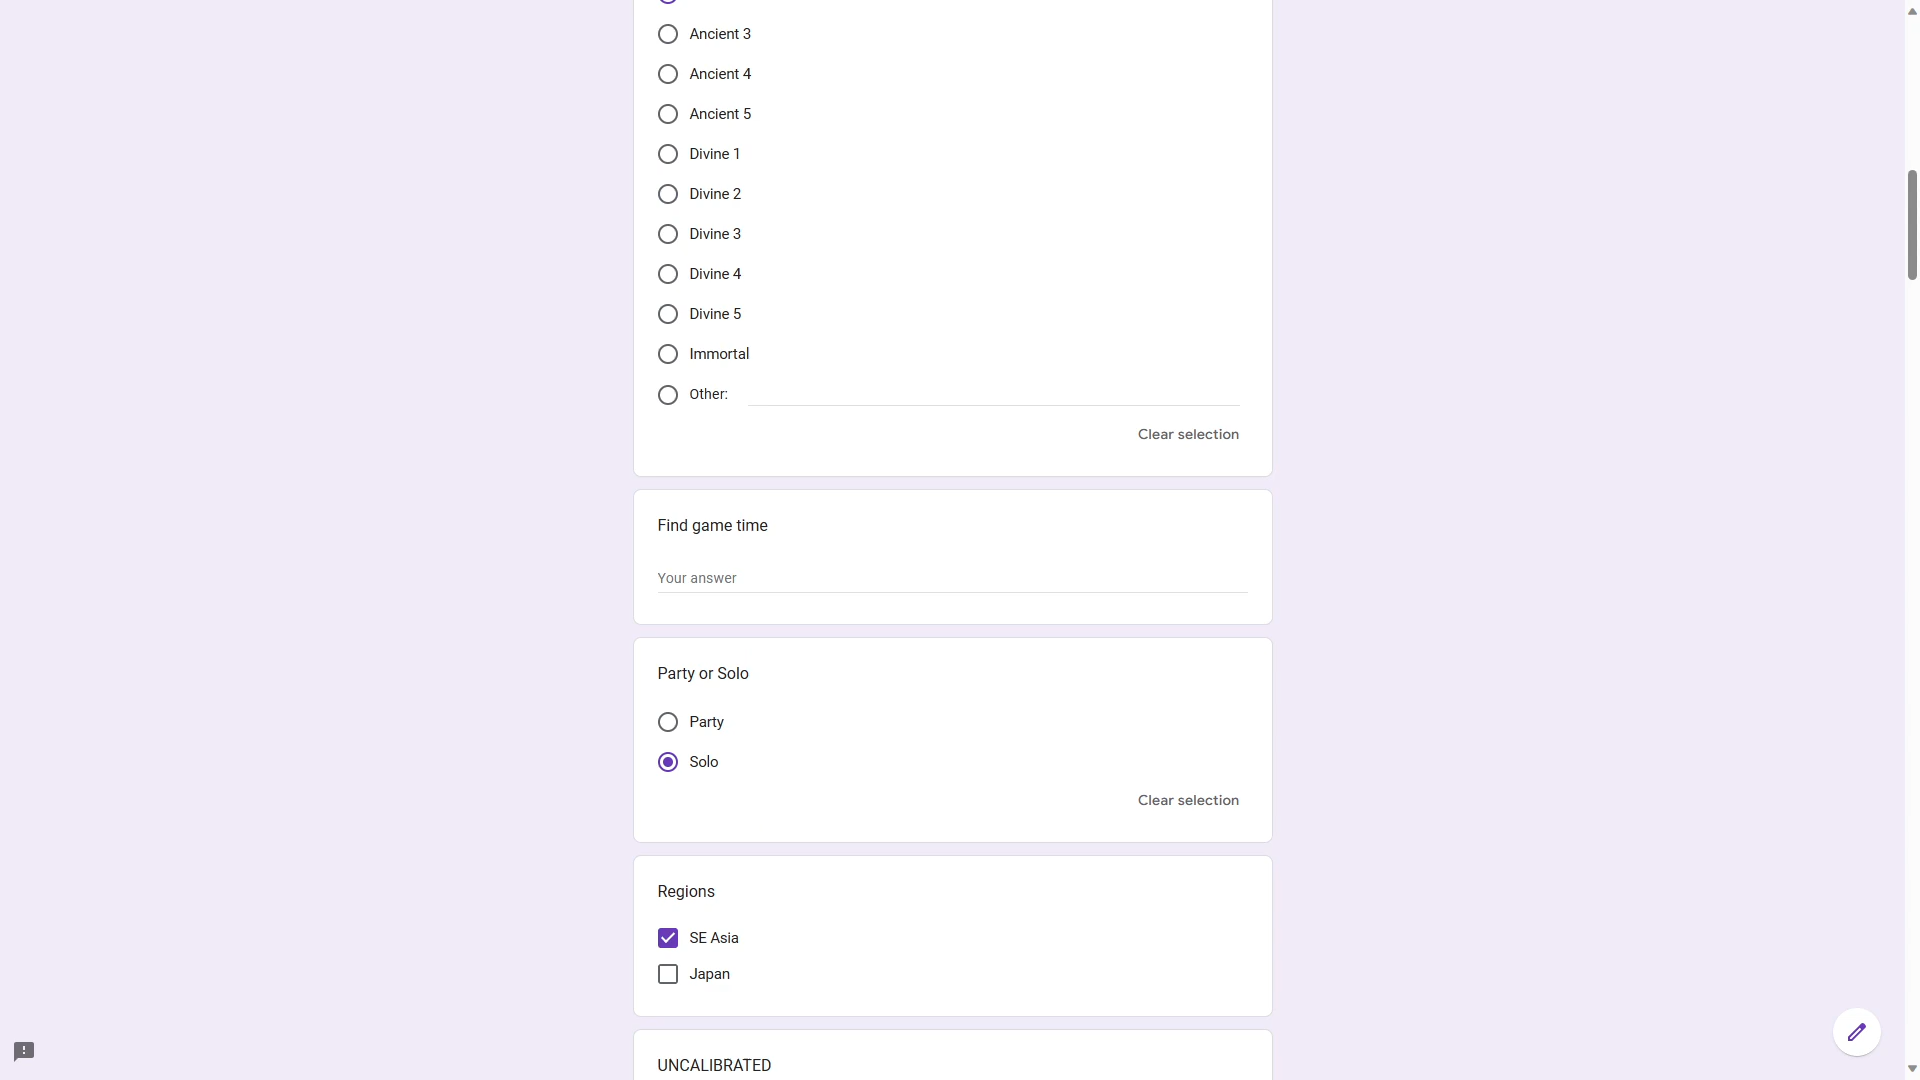 Ancient 3
Ancient 4
Ancient 5
Divine 1
Divine 2
Divine 3
Divine 4
Divine 5
Immortal
Other:
Clear selection
Find game time
Your answer
Party or Solo
Party
Solo
Clear selection
Regions
SE Asia
Japan
UNCALIBRATED